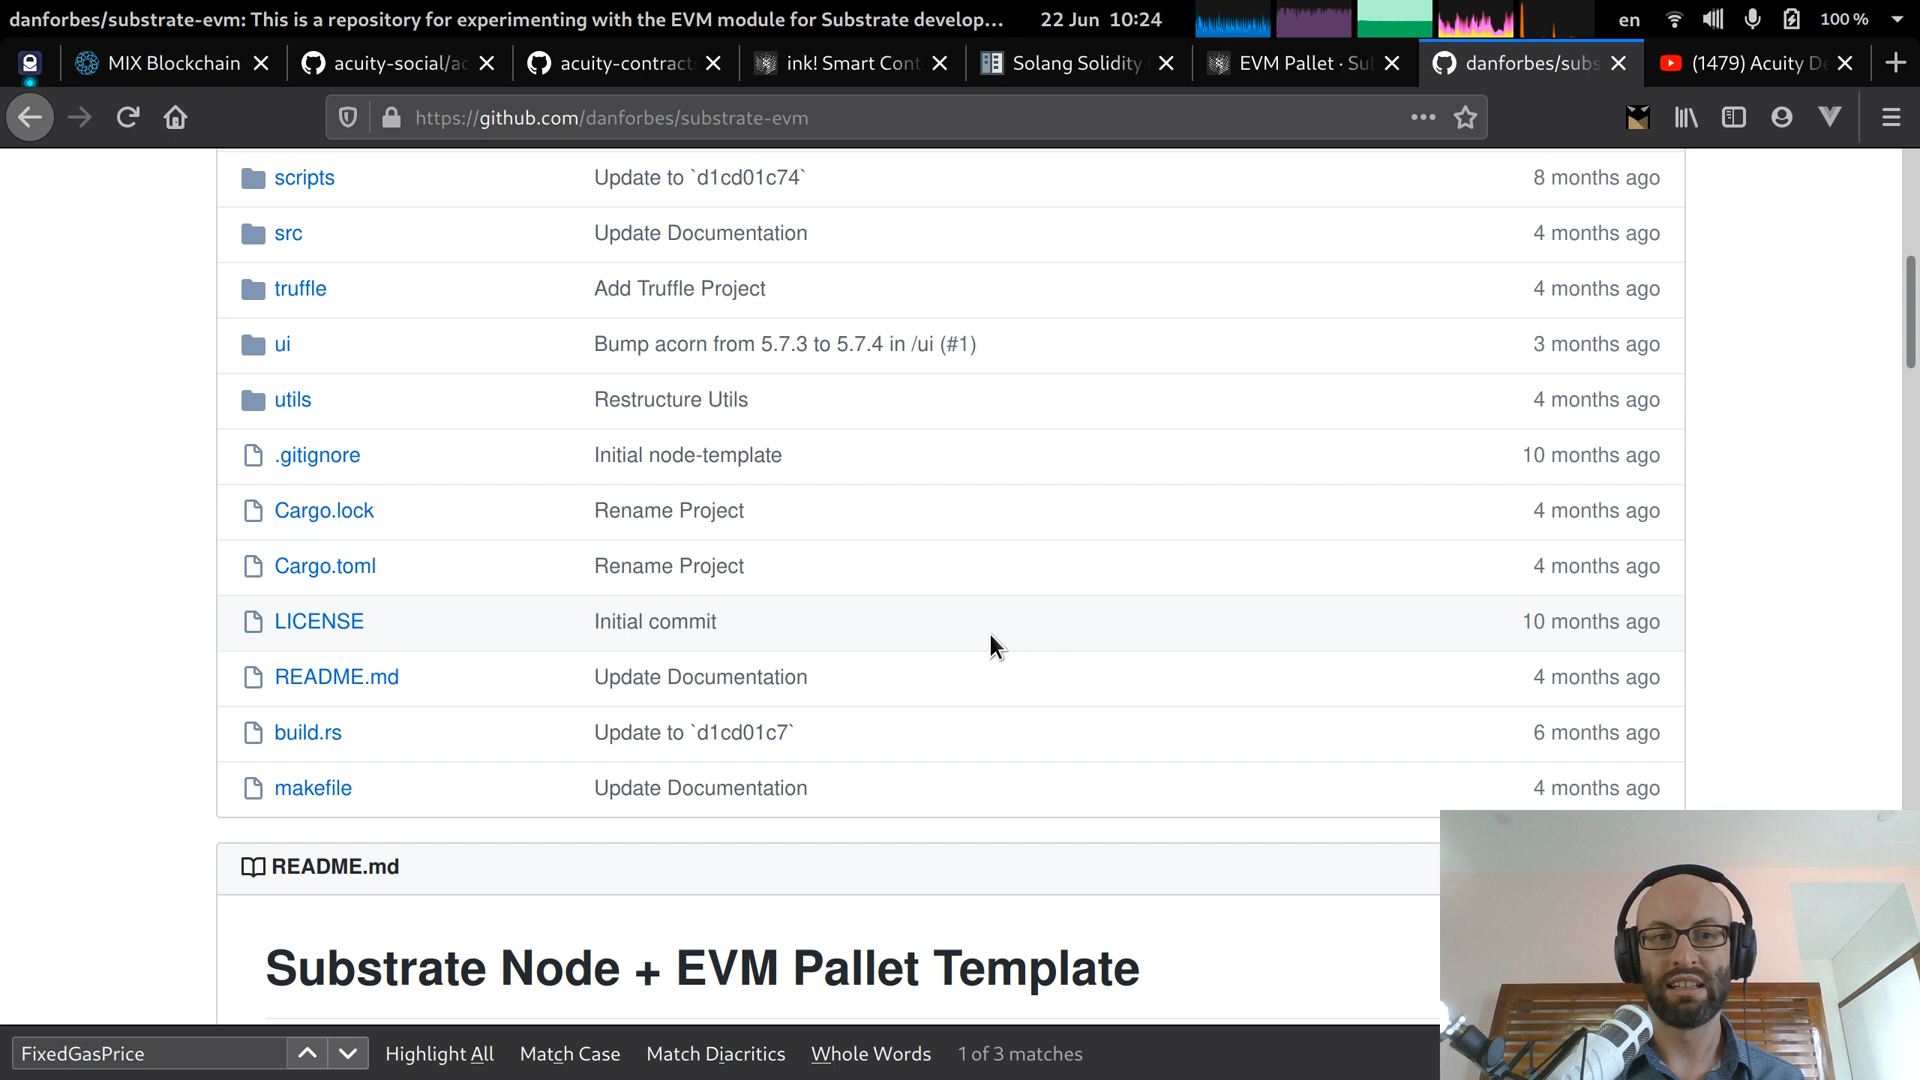 danforbes/substrate-evm: This is a repository for experimenting with the EVM module for Substrate develop...
22 Jun 10:24
en
100 %
MIX Blockchain
acuity-social/ac
acuity-contract
ink! Smart Cont
Solang Solidity
EVM Pallet · Su
danforbes/subs
(1479) Acuity De
https://github.com/danforbes/substrate-evm
scripts Update to `d1cd01c74` 8 months ago
src Update Documentation 4 months ago
truffle Add Truffle Project 4 months ago
ui Bump acorn from 5.7.3 to 5.7.4 in /ui (#1) 3 months ago
utils Restructure Utils 4 months ago
.gitignore Initial node-template 10 months ago
Cargo.lock Rename Project 4 months ago
Cargo.toml Rename Project 4 months ago
LICENSE Initial commit 10 months ago
README.md Update Documentation 4 months ago
build.rs Update to `d1cd01c7` 6 months ago
makefile Update Documentation 4 months ago
README.md
Substrate Node + EVM Pallet Template
FixedGasPrice Highlight All Match Case Match Diacritics Whole Words 1 of 3 matches